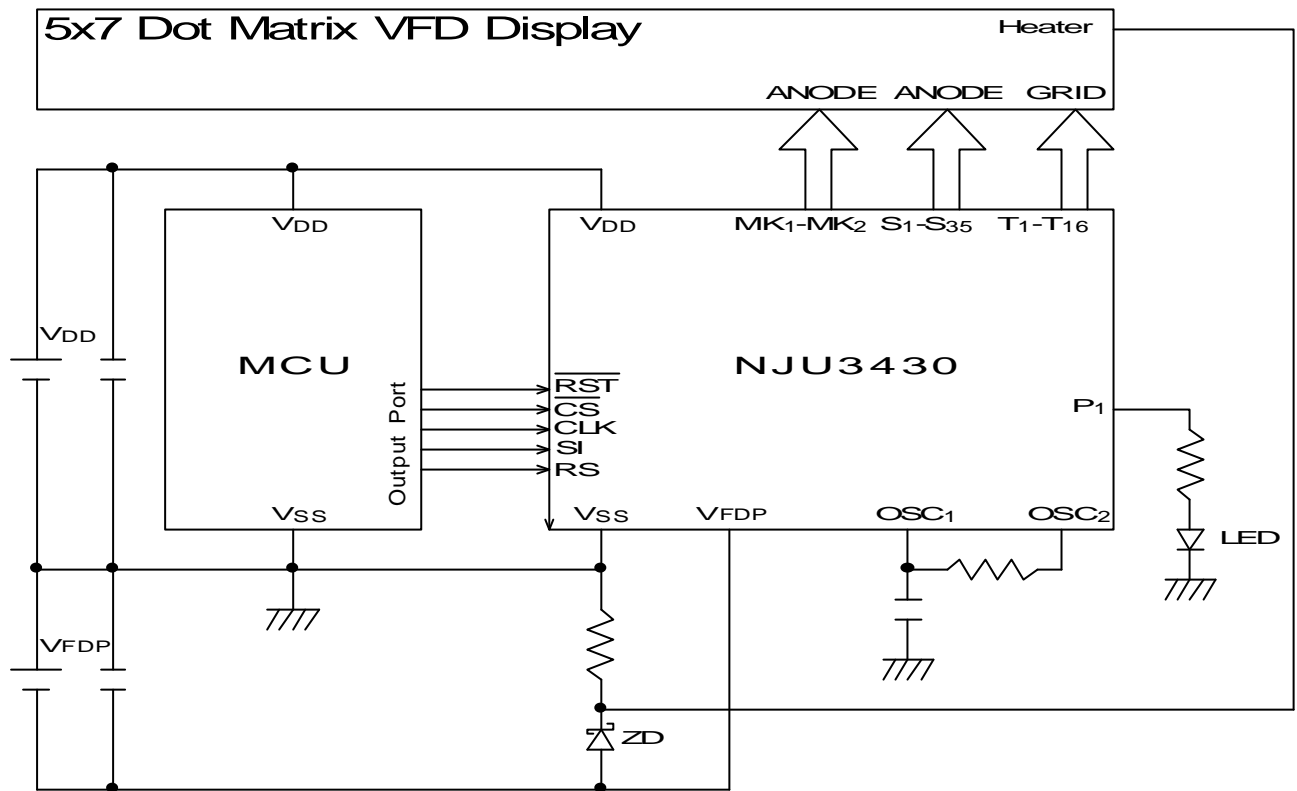 5x7 Dot Matrix VFD Display
Heater
ANODE ANODE GRID
VDD
VDD
MK1-MK2 S1-S35 T1-T16
VDD
MCU
NJU3430
Output Port
RST
CS
CLK
SI
RS
P1
VSS
VSS
VFDP
OSC1
OSC2
LED
VFDP
ZD